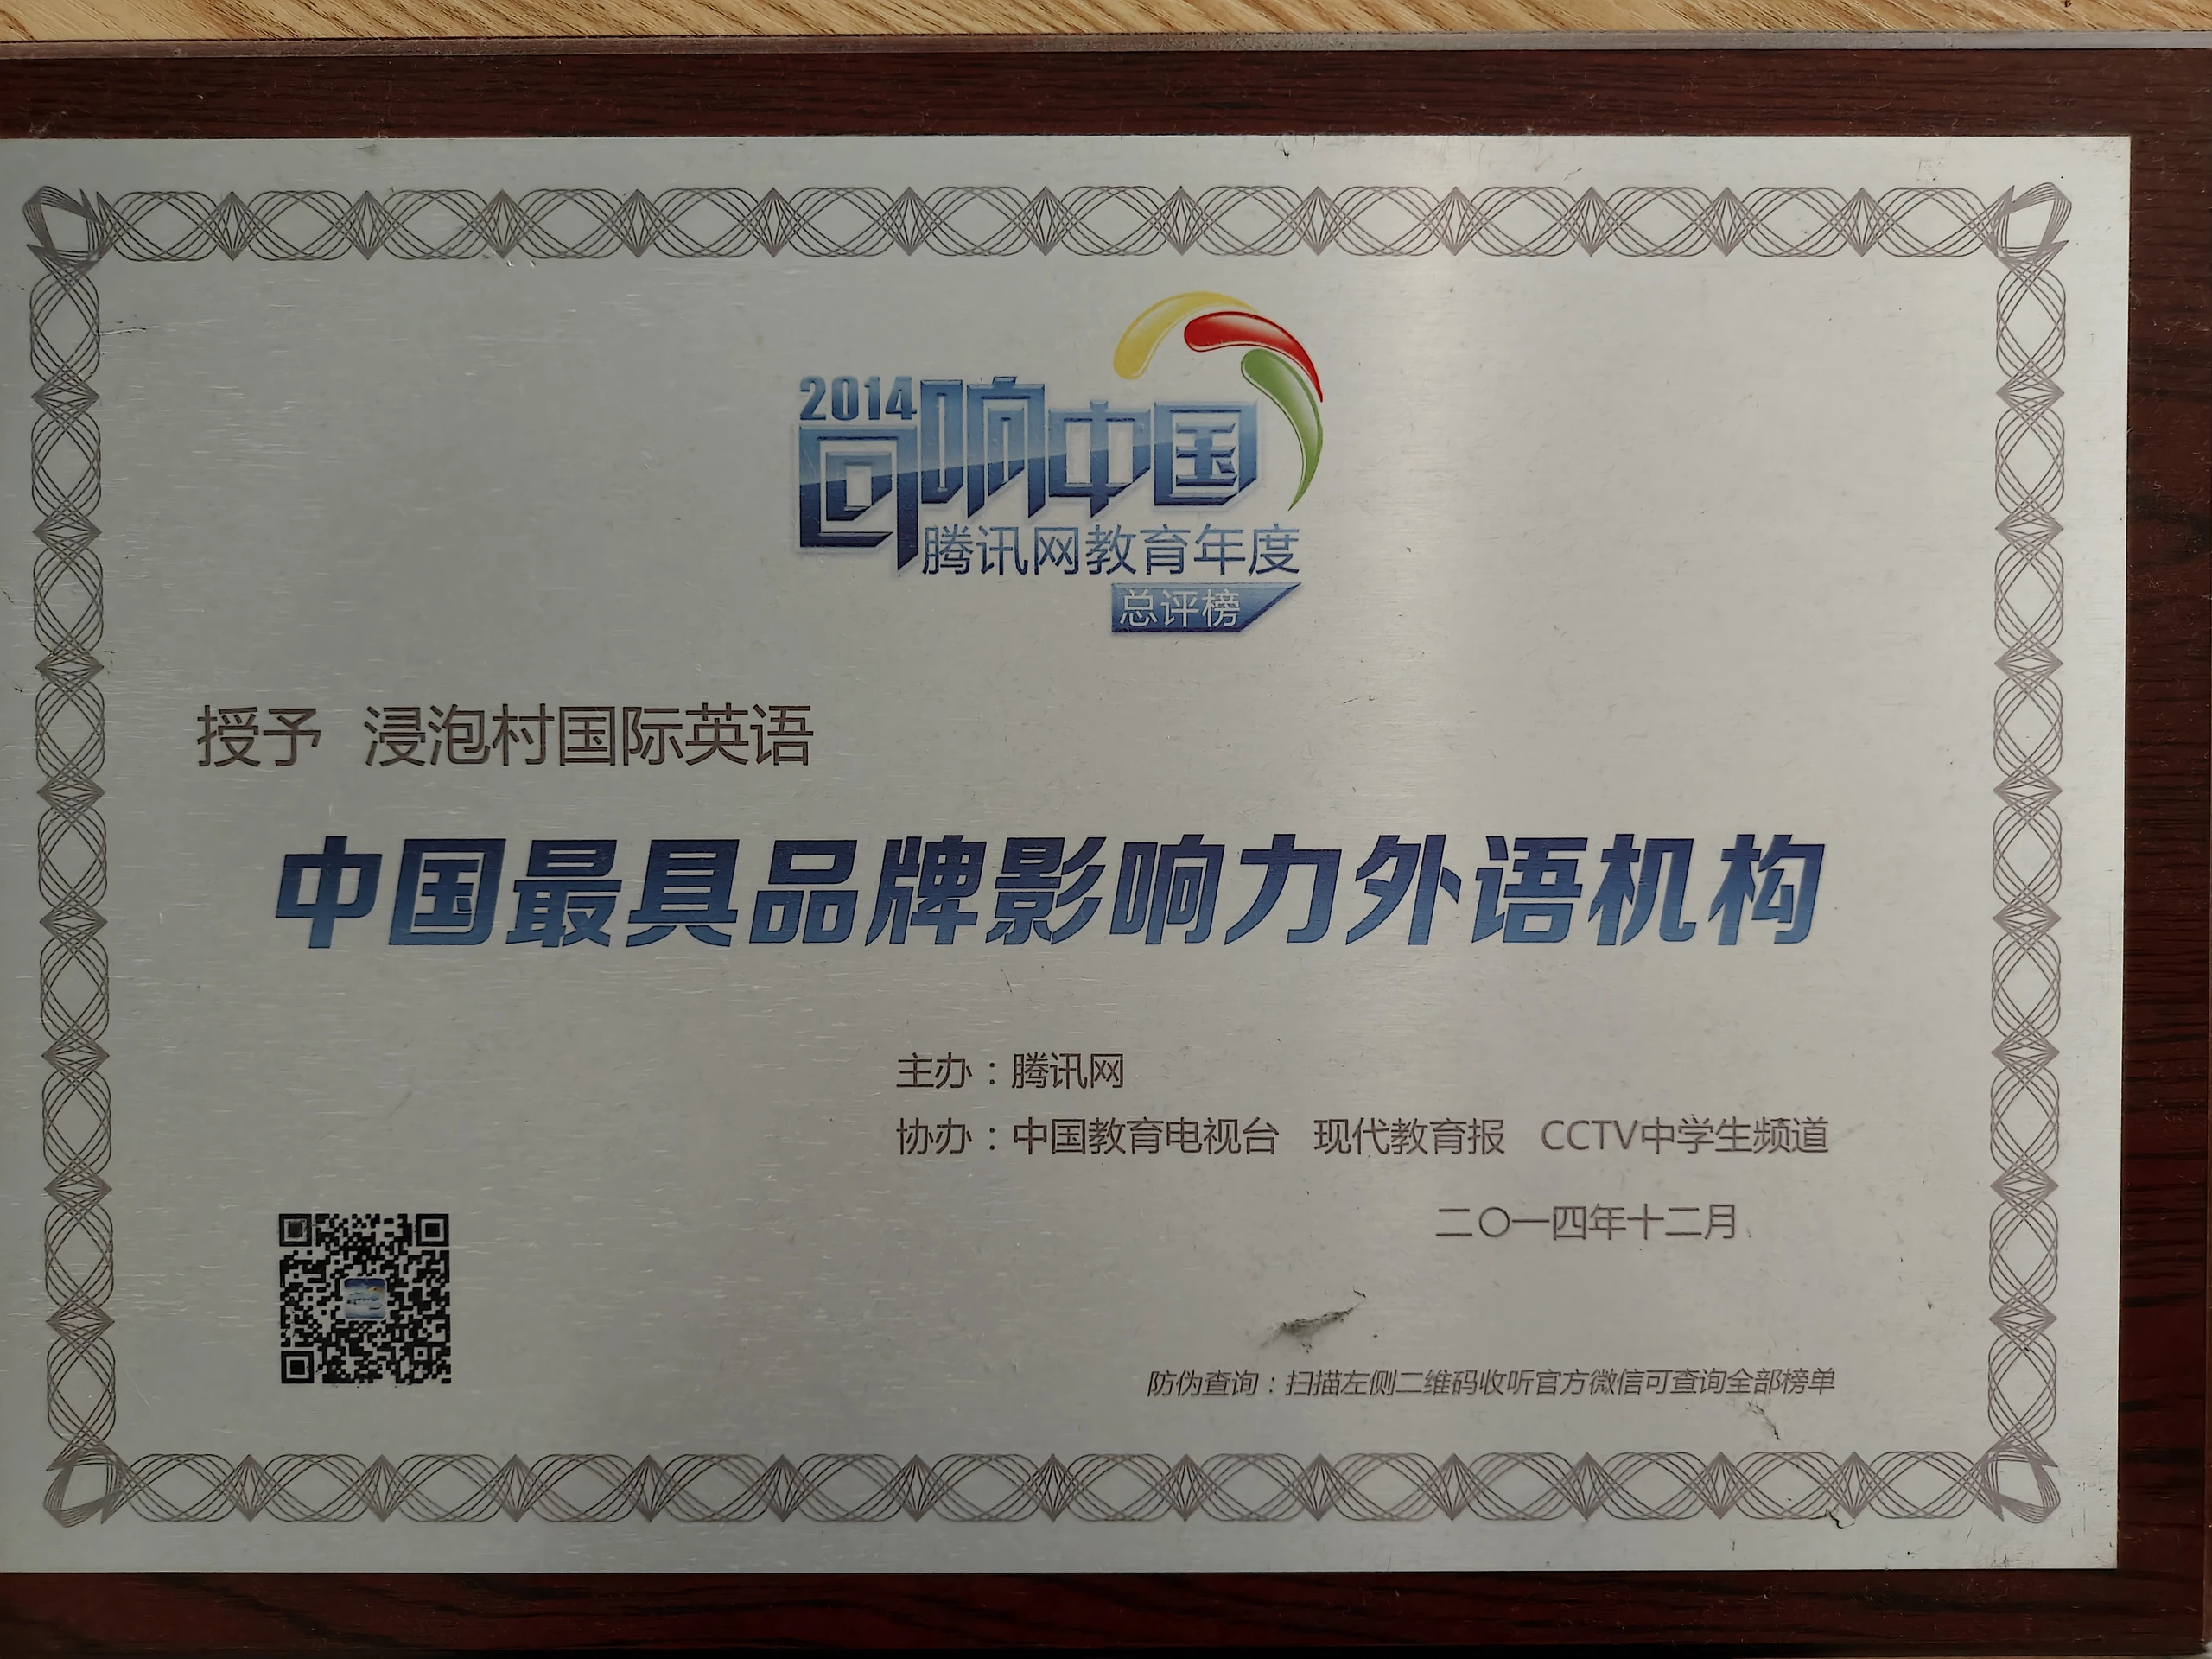 2014
回响中国
腾讯网教育年度
总评榜
授予 浸泡村国际英语
中国最具品牌影响力外语机构
主办：腾讯网
协办：中国教育电视台 现代教育报 CCTV中学生频道
二〇一四年十二月
防伪查询：扫描左侧二维码收听官方微信可查询全部榜单